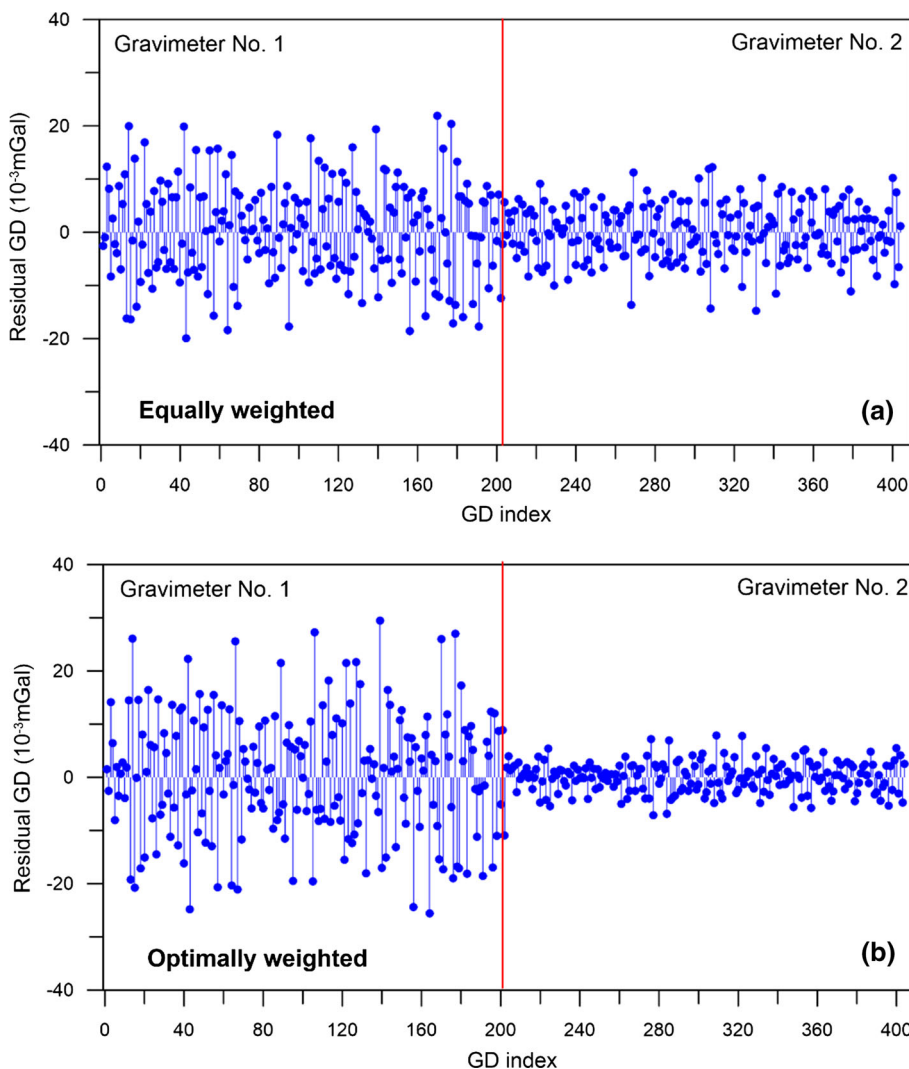 40
Gravimeter No. 1
Gravimeter No. 2
20
0
-20
-40
Residual GD (10-3mGal)
Equally weighted
(a)
0 40 80 120 160 200 240 280 320 360 400
GD index
40
Gravimeter No. 1
Gravimeter No. 2
20
0
-20
-40
Residual GD (10-3mGal)
Optimally weighted
(b)
0 40 80 120 160 200 240 280 320 360 400
GD index